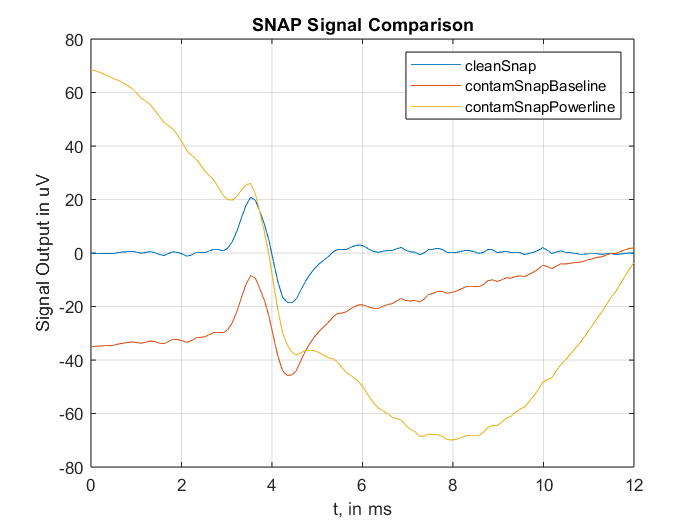 SNAP Signal Comparison
cleanSnap
contamSnapBaseline
contamSnapPowerline
Signal Output in uV
80
60
40
20
0
-20
-40
-60
-80
0 2 4 6 8 10 12
t, in ms